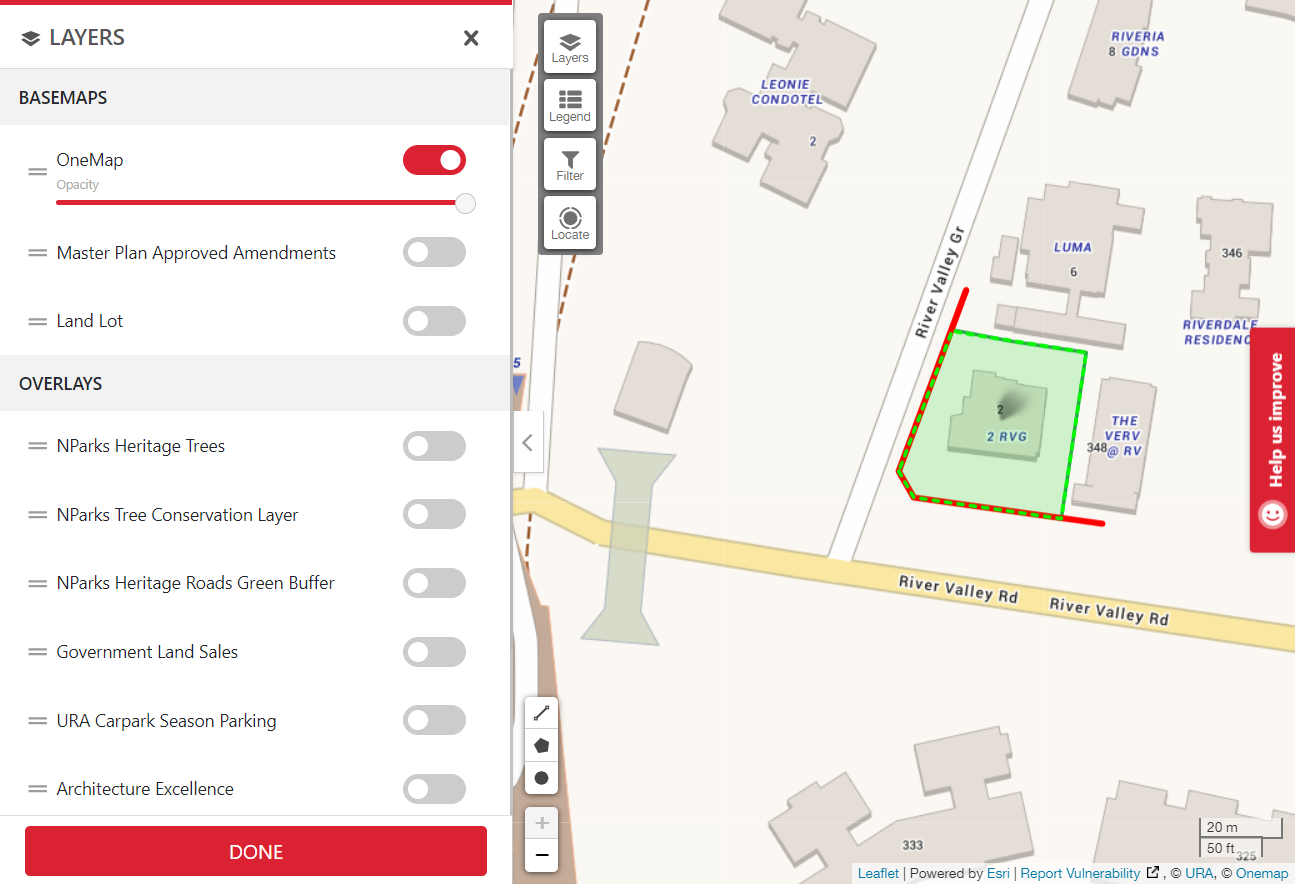 LAYERS
BASEMAPS
OneMap
Opacity
Master Plan Approved Amendments
Land Lot
OVERLAYS
NParks Heritage Trees
NParks Tree Conservation Layer
NParks Heritage Roads Green Buffer
Government Land Sales
URA Carpark Season Parking
Architecture Excellence
DONE
Layers
Legend
Filter
Locate
LEONIE
CONDOTEL
2
RIVERIA
8 GDNS
LUMA
6
346
RIVERDALE
RESIDENC
River Valley Gr
5
2
2 RVG
THE
VERV
348@ RV
Help us improve
River Valley Rd
River Valley Rd
+
−
333
20 m
50 ft
325
Leaflet | Powered by Esri | Report Vulnerability , © URA, © Onemap